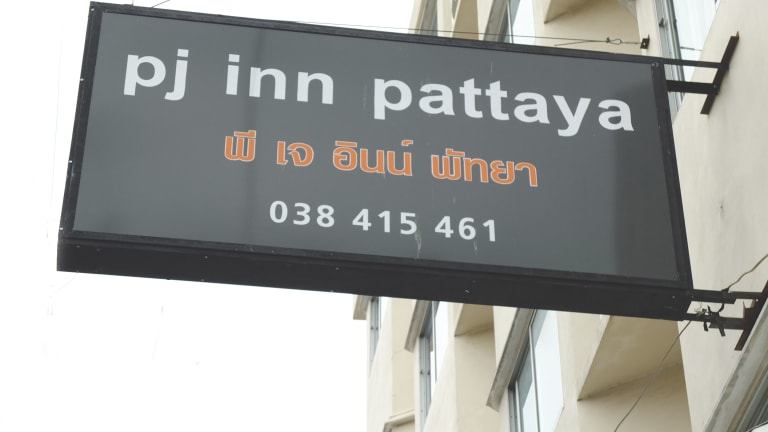 pj inn pattaya
พี เจ อินน์ พัทยา
038 415 461